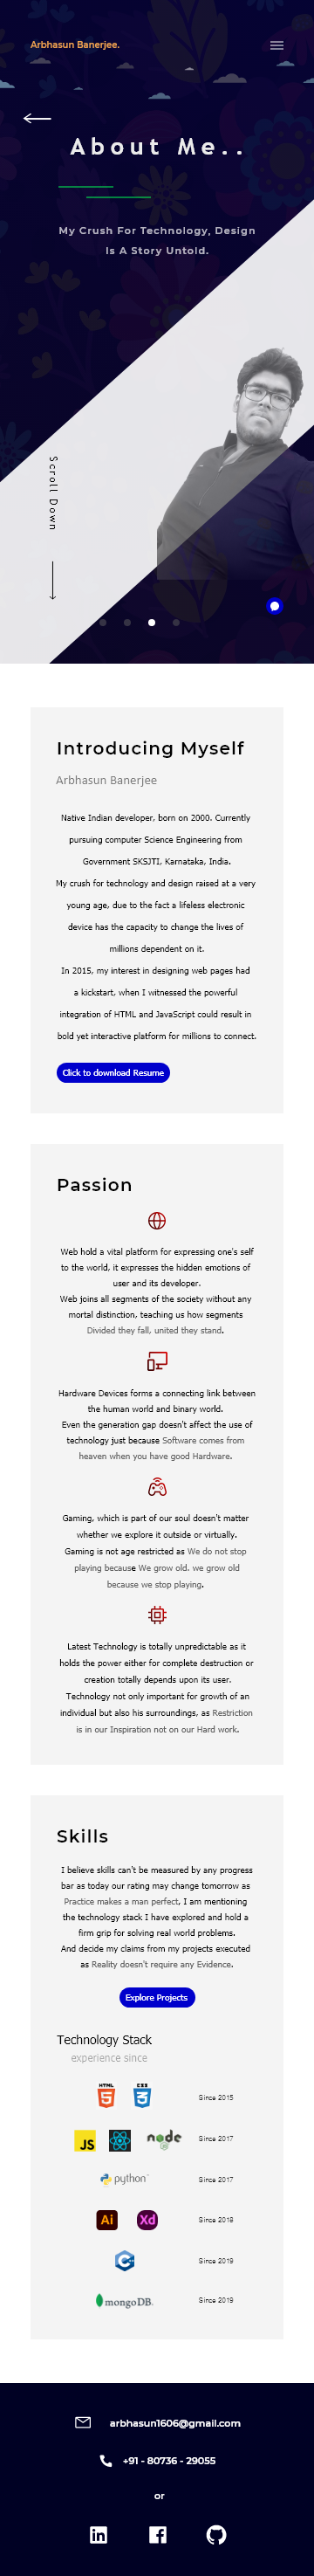 Arbhasun Banerjee.
About Me..
My Crush For Technology, Design
Is A Story Untold.
Scroll Down
Introducing Myself
Arbhasun Banerjee
Native Indian developer, born on 2000. Currently
pursuing computer Science Engineering from
Government SKSJTI, Karnataka, India.
My crush for technology and design raised at a very
young age, due to the fact a lifeless electronic
device has the capacity to change the lives of
millions dependent on it.
In 2015, my interest in designing web pages had
a kickstart, when I witnessed the powerful
integration of HTML and JavaScript could result in
bold yet interactive platform for millions to connect.
Click to download Resume
Passion
Web hold a vital platform for expressing one's self
to the world, it expresses the hidden emotions of
user and its developer.
Web joins all segments of the society without any
mortal distinction, teaching us how segments
Divided they fall, united they stand.
Hardware Devices forms a connecting link between
the human world and binary world.
Even the generation gap doesn't affect the use of
technology just because Software comes from
heaven when you have good Hardware.
Gaming, which is part of our soul doesn't matter
whether we explore it outside or virtually.
Gaming is not age restricted as We do not stop
playing because We grow old, we grow old
because we stop playing.
Latest Technology is totally unpredictable as it
holds the power either for complete destruction or
creation totally depends upon its user.
Technology not only important for growth of an
individual but also his surroundings, as Restriction
is in our Inspiration not on our Hard work.
Skills
I believe skills can't be measured by any progress
bar as today our rating may change tomorrow as
Practice makes a man perfect, I am mentioning
the technology stack I have explored and hold a
firm grip for solving real world problems.
And decide my claims from my projects executed
as Reality doesn't require any Evidence.
Explore Projects
Technology Stack
experience since
HTML 5 CSS 3 Since 2015
JS node JS Since 2017
python Since 2017
Ai Xd Since 2018
C++ Since 2019
mongoDB. Since 2019
arbhasun1606@gmail.com
+91 - 80736 - 29055
or
in f